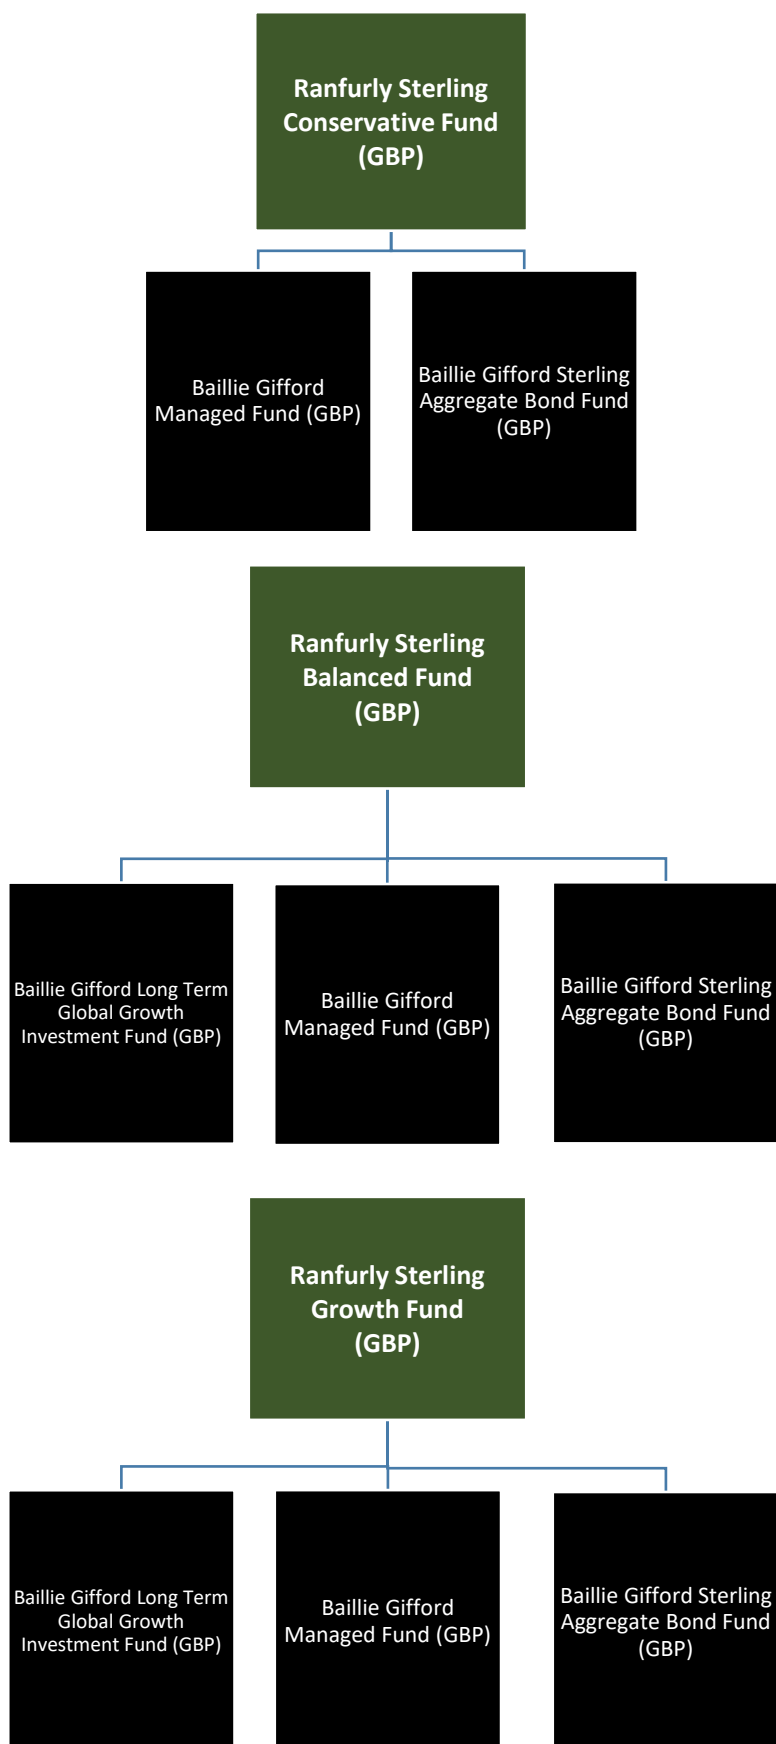 Ranfurly Sterling
Conservative Fund
(GBP)
Baillie Gifford
Managed Fund (GBP)
Baillie Gifford Sterling
Aggregate Bond Fund
(GBP)
Ranfurly Sterling
Balanced Fund
(GBP)
Baillie Gifford Long Term
Global Growth
Investment Fund (GBP)
Baillie Gifford
Managed Fund (GBP)
Baillie Gifford Sterling
Aggregate Bond Fund
(GBP)
Ranfurly Sterling
Growth Fund
(GBP)
Baillie Gifford Long Term
Global Growth
Investment Fund (GBP)
Baillie Gifford
Managed Fund (GBP)
Baillie Gifford Sterling
Aggregate Bond Fund
(GBP)